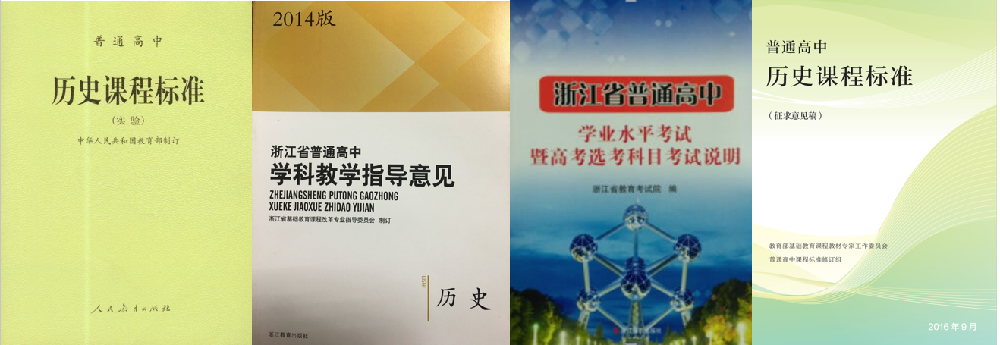 普通高中
历史课程标准
（实验）
中华人民共和国教育部制订
人民教育出版社
2014版
浙江省普通高中
学科教学指导意见
ZHEJIANGSHENG PUTONG GAOZHONG
XUEKE JIAOXUE ZHIDAO YIJIAN
浙江省基础教育课程改革专业指导委员会 制订
LISHI
历史
浙江教育出版社
浙江省普通高中
学业水平考试
暨高考选考科目考试说明
浙江省教育考试院 编
普通高中
历史课程标准
（征求意见稿）
教育部基础教育课程教材专家工作委员会
普通高中课程标准修订组
2016年9月